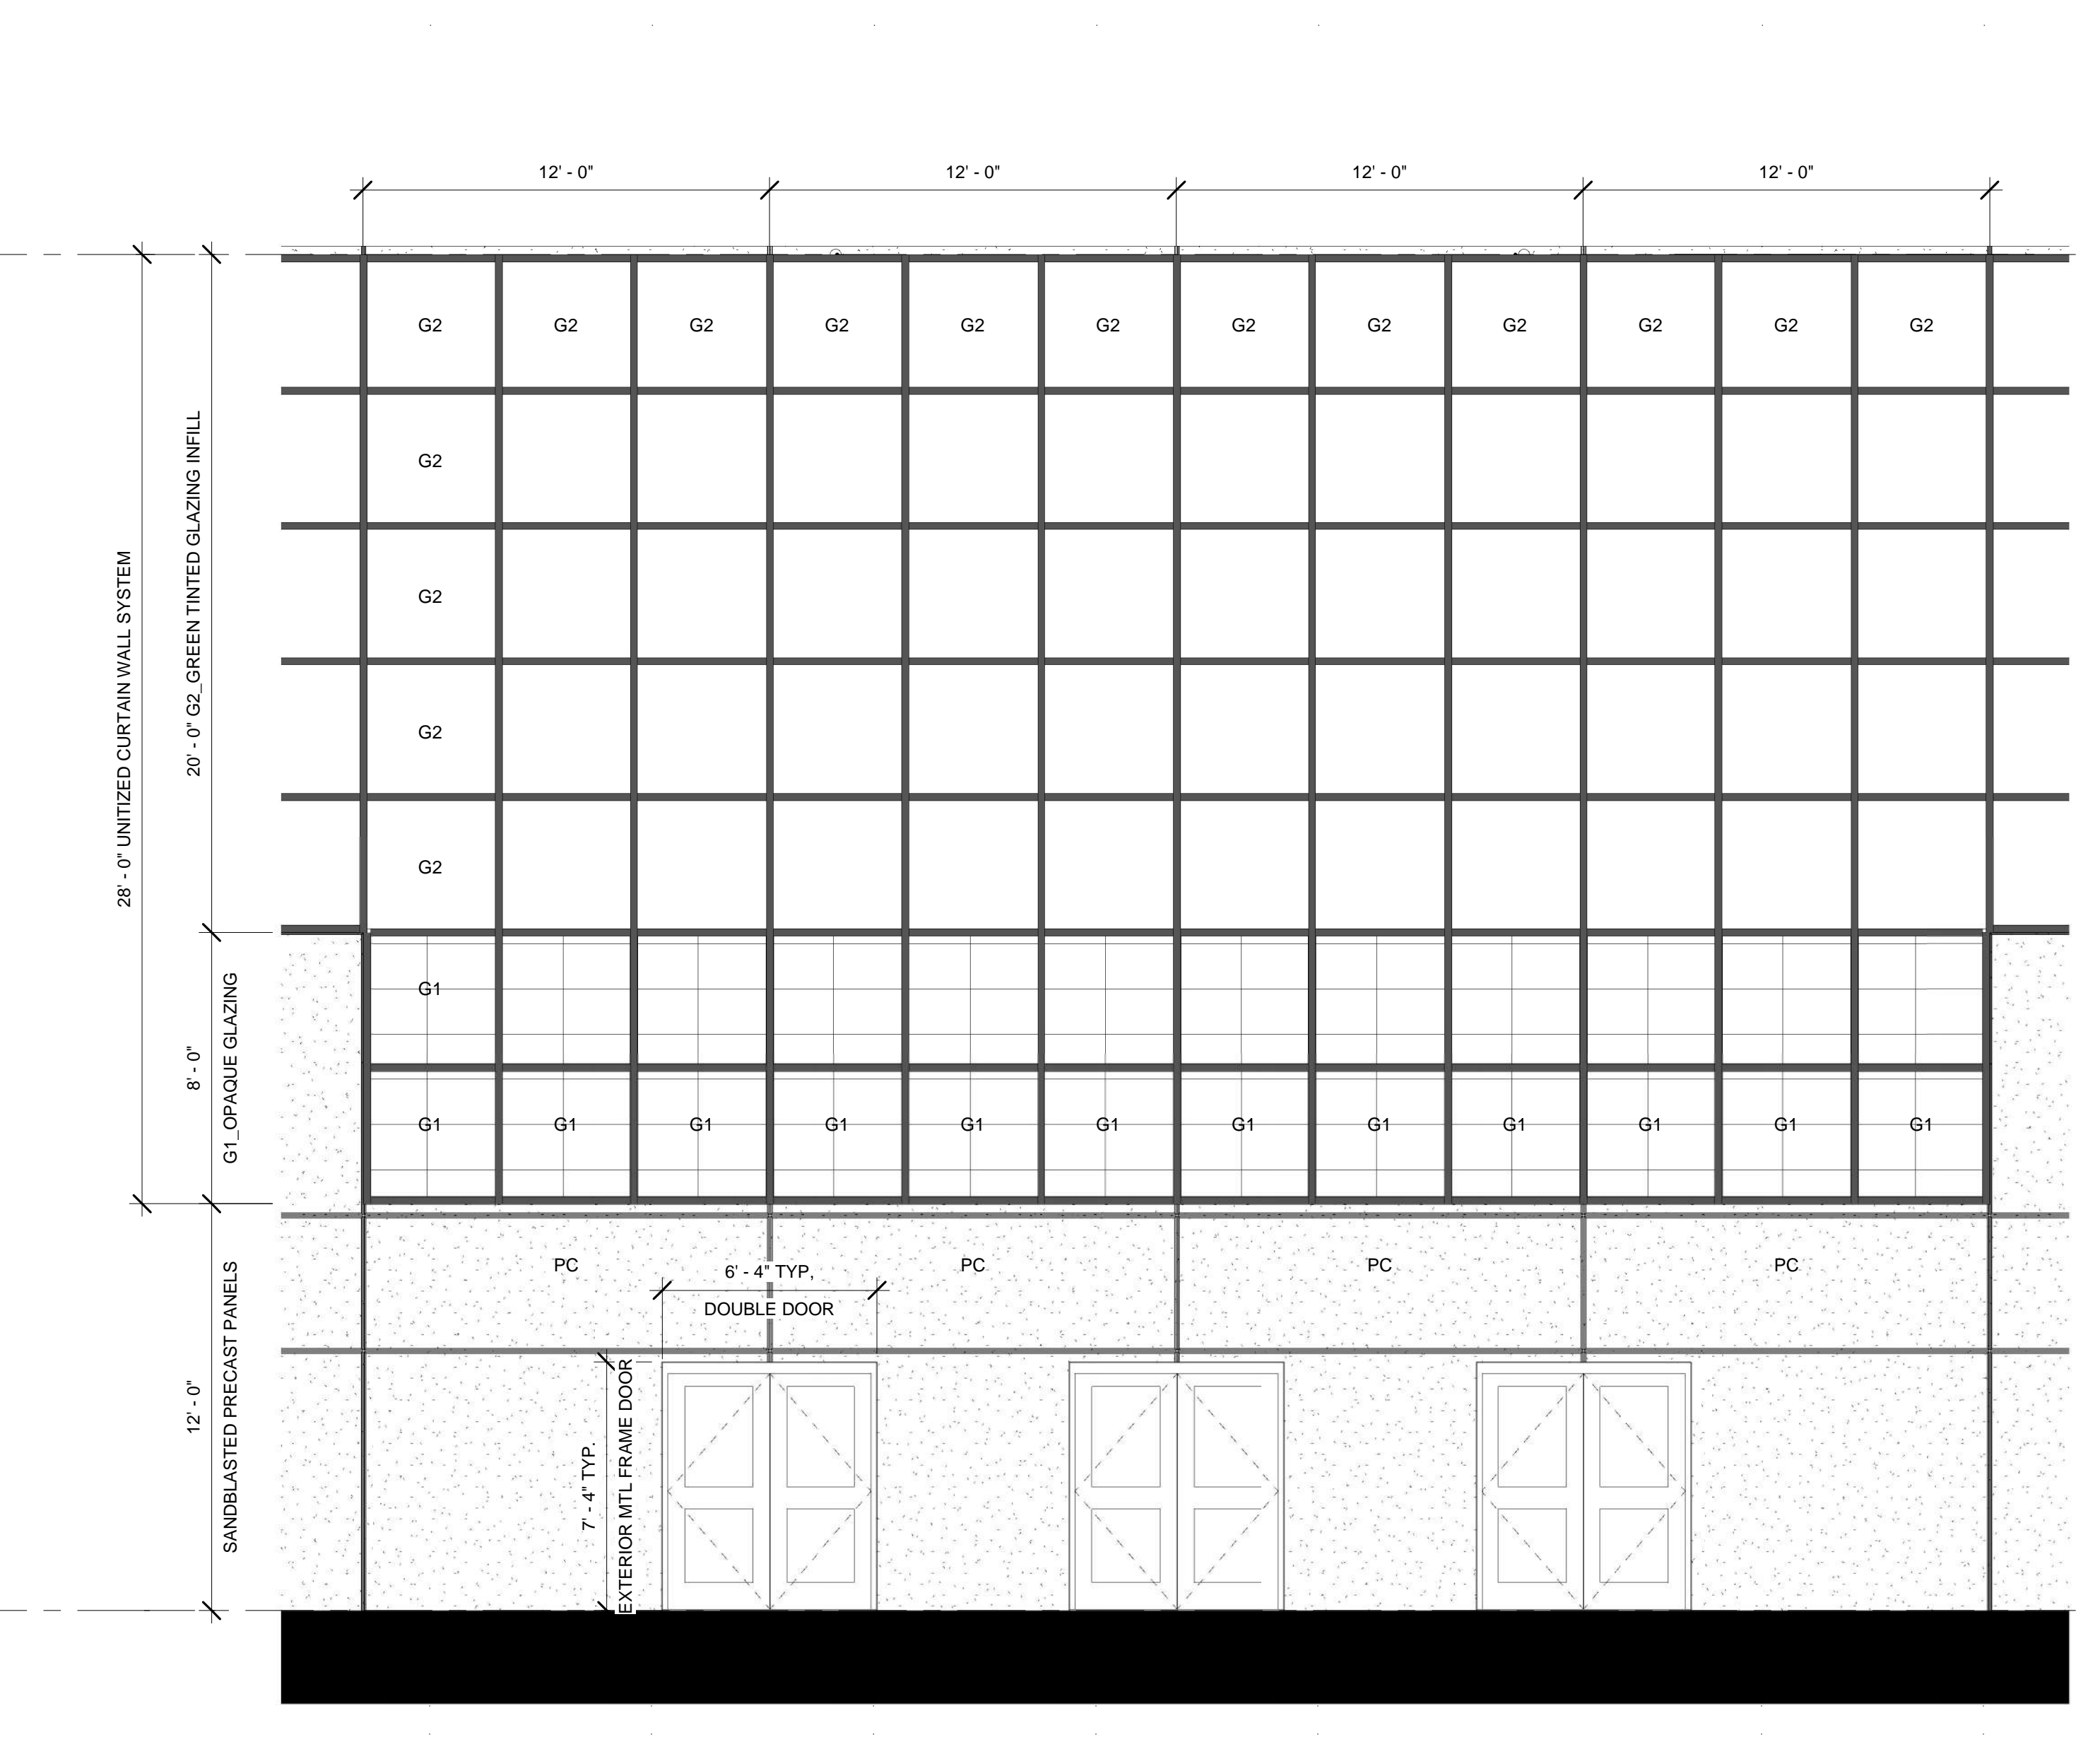 12' - 0" 12' - 0" 12' - 0" 12' - 0"
G2 G2 G2 G2 G2 G2 G2 G2 G2 G2 G2 G2
G2
G2
G2
G2
28' - 0" UNITIZED CURTAIN WALL SYSTEM
20' - 0" G2_GREEN TINTED GLAZING INFILL
G1
8' - 0"
G1_OPAQUE GLAZING
G1 G1 G1 G1 G1 G1 G1 G1 G1 G1 G1 G1
PC PC PC PC
6' - 4" TYP,
DOUBLE DOOR
12' - 0"
SANDBLASTED PRECAST PANELS
7' - 4" TYP.
EXTERIOR MTL FRAME DOOR